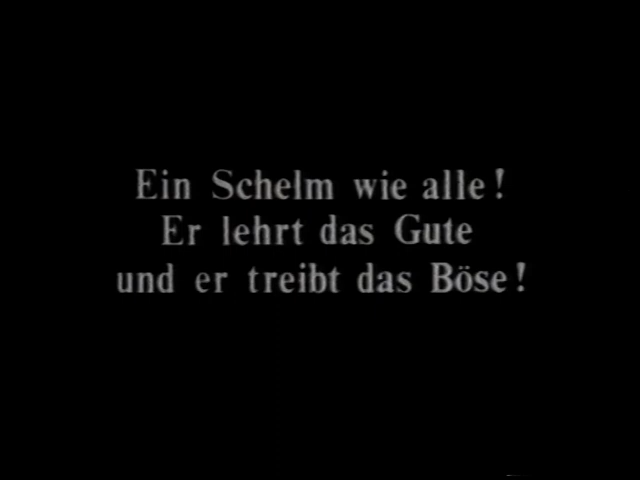 Ein Schelm wie alle!
Er lehrt das Gute
und er treibt das Böse!